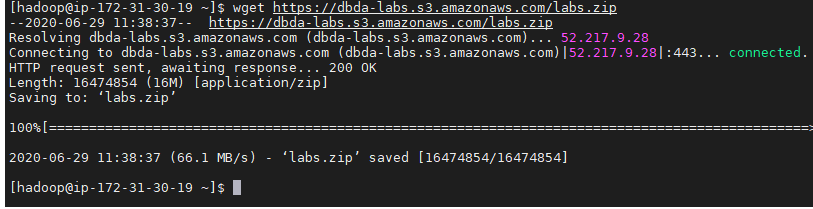 [hadoop@ip-172-31-30-19 ~]$ wget https://dbda-labs.s3.amazonaws.com/labs.zip
--2020-06-29 11:38:37--  https://dbda-labs.s3.amazonaws.com/labs.zip
Resolving dbda-labs.s3.amazonaws.com (dbda-labs.s3.amazonaws.com)... 52.217.9.28
Connecting to dbda-labs.s3.amazonaws.com (dbda-labs.s3.amazonaws.com)|52.217.9.28|:443... connected.
HTTP request sent, awaiting response... 200 OK
Length: 16474854 (16M) [application/zip]
Saving to: ‘labs.zip’
100%[================================================================================================>
2020-06-29 11:38:37 (66.1 MB/s) - ‘labs.zip’ saved [16474854/16474854]
[hadoop@ip-172-31-30-19 ~]$